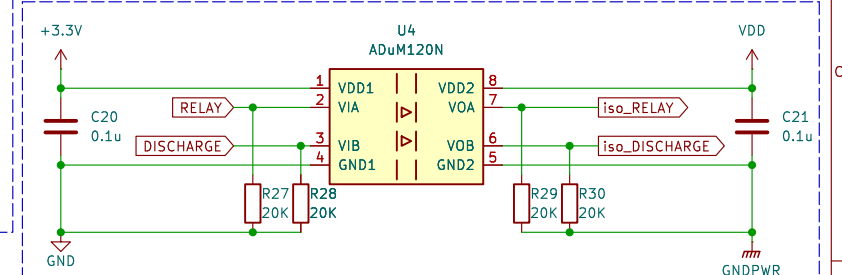 U4
ADuM120N
+3.3V
VDD
1
VDD1
VDD2
8
RELAY
2
VIA
VOA
7
iso_RELAY
C20
0.1u
C21
0.1u
DISCHARGE
3
VIB
VOB
6
iso_DISCHARGE
4
GND1
GND2
5
R27
20K
R28
20K
R29
20K
R30
20K
GND
GNDPWR